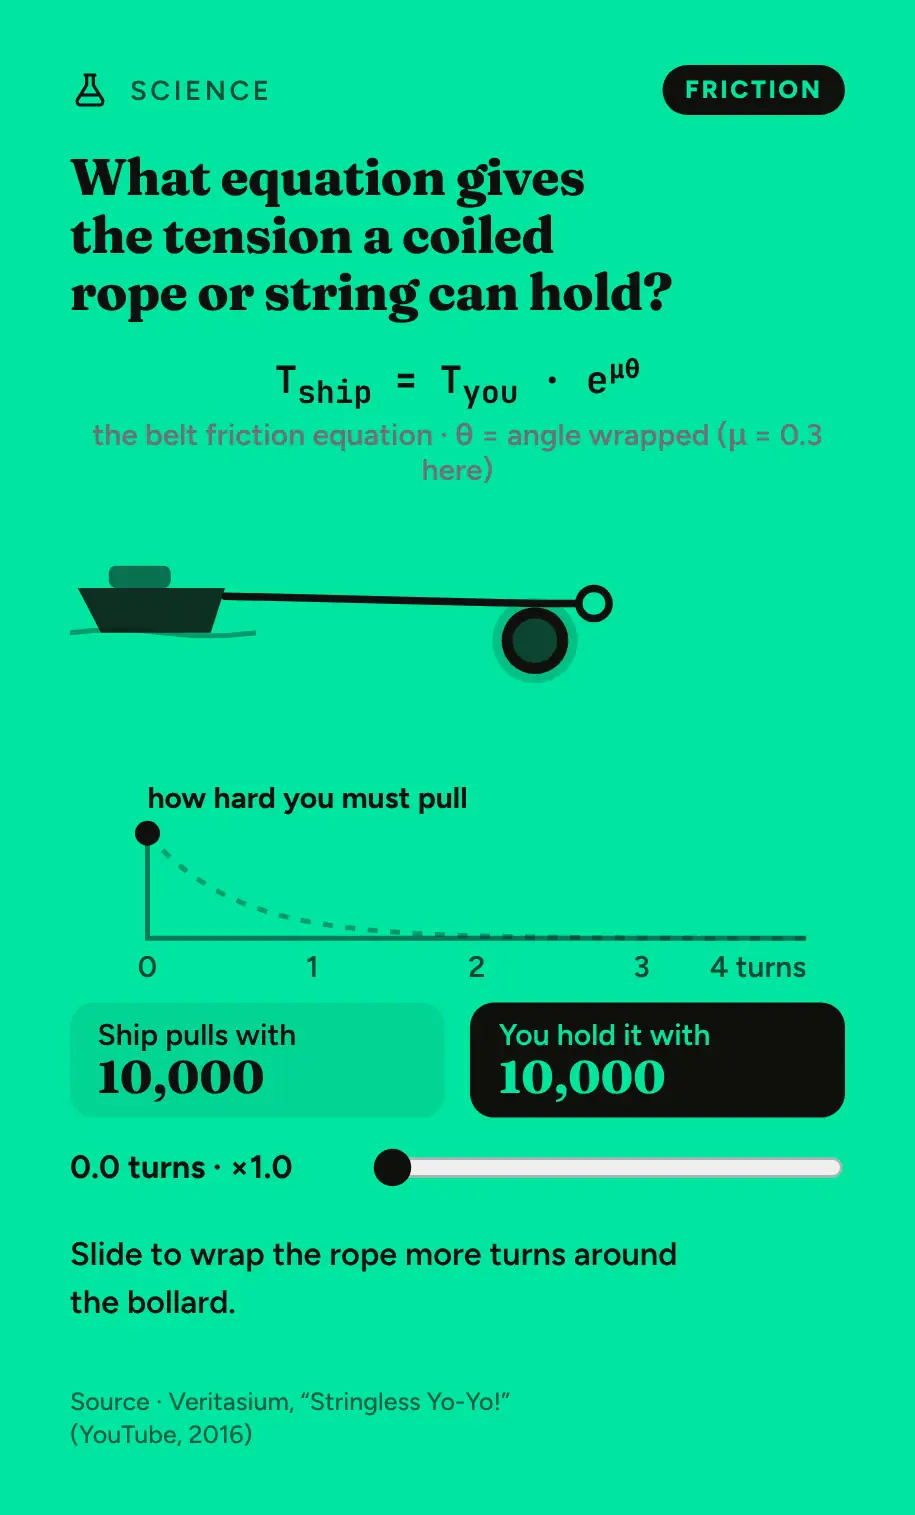 SCIENCE
FRICTION
What equation gives
the tension a coiled
rope or string can hold?
Tship = Tyou · e^μθ
the belt friction equation · θ = angle wrapped (μ = 0.3
here)
how hard you must pull
0 1 2 3 4 turns
Ship pulls with
10,000
You hold it with
10,000
0.0 turns · ×1.0
Slide to wrap the rope more turns around
the bollard.
Source · Veritasium, “Stringless Yo-Yo!”
(YouTube, 2016)